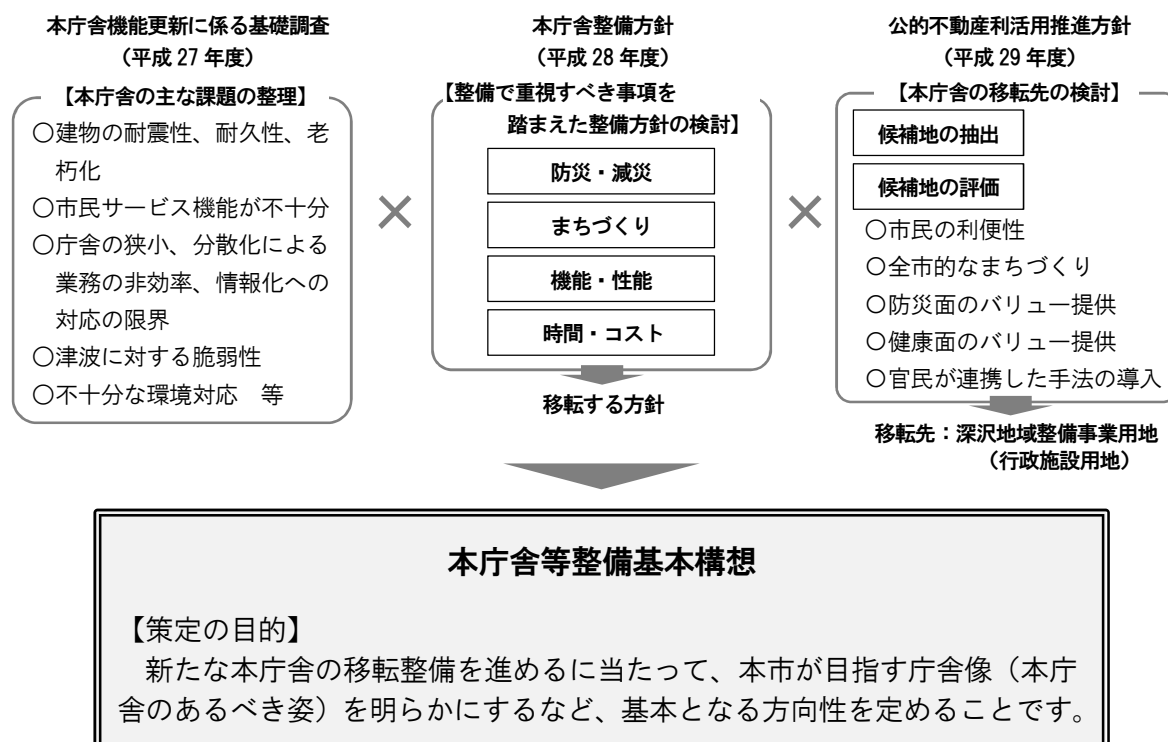 本庁舎機能更新に係る基礎調査
（平成 27 年度）
【本庁舎の主な課題の整理】
○建物の耐震性、耐久性、老
朽化
○市民サービス機能が不十分
○庁舎の狭小、分散化による
業務の非効率、情報化への
対応の限界
○津波に対する脆弱性
○不十分な環境対応　等
×
本庁舎整備方針
（平成 28 年度）
【整備で重視すべき事項を
踏まえた整備方針の検討】
防災・減災
まちづくり
機能・性能
時間・コスト
移転する方針
×
公的不動産利活用推進方針
（平成 29 年度）
【本庁舎の移転先の検討】
候補地の抽出
候補地の評価
○市民の利便性
○全市的なまちづくり
○防災面のバリュー提供
○健康面のバリュー提供
○官民が連携した手法の導入
移転先：深沢地域整備事業用地
（行政施設用地）
本庁舎等整備基本構想
【策定の目的】
　新たな本庁舎の移転整備を進めるに当たって、本市が目指す庁舎像（本庁
舎のあるべき姿）を明らかにするなど、基本となる方向性を定めることです。